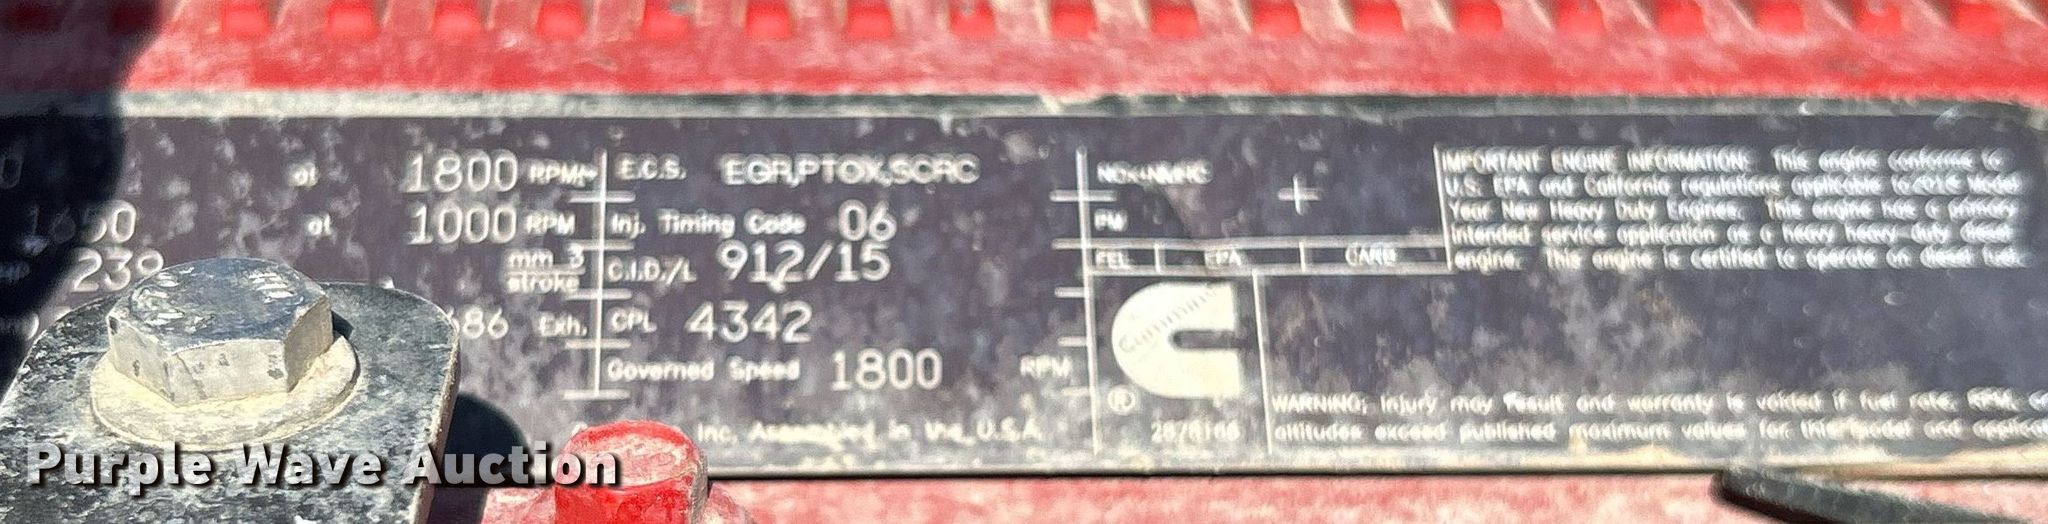 at 1800 RPM
1650 at 1000 RPM
239 mm 3
stroke
Exh.
E.C.S. EGR,PTOX,SCRC
Inj. Timing Code 06
C.I.D./L 912/15
CPL 4342
Governed Speed 1800 RPM
Inc. Assembled in the U.S.A.
NOX+NMHC
PM
FEL EPA CARB
Cummins
®
IMPORTANT ENGINE INFORMATION: This engine conforms to
U.S. EPA and California regulations applicable to 2014 Model
Year New Heavy Duty Engines. This engine has a primary
intended service application as a heavy heavy-duty diesel
engine. This engine is certified to operate on diesel fuel.
WARNING: Injury may result and warranty is voided if fuel rate, RPM, or
altitudes exceed published maximum values for this model and
Purple Wave Auction